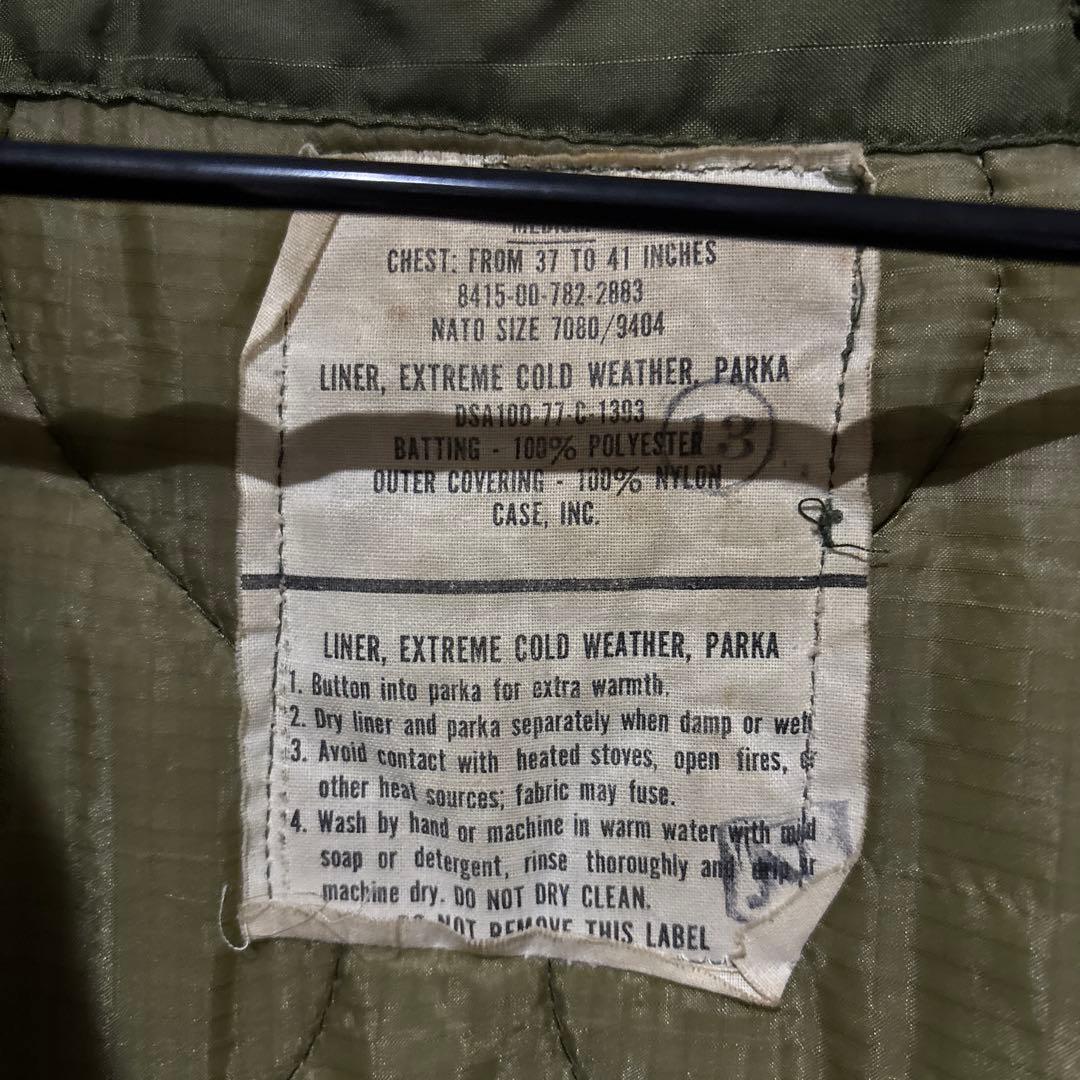 MEDIUM
CHEST: FROM 37 TO 41 INCHES
8415-00-782-2883
NATO SIZE 7080/9404
LINER, EXTREME COLD WEATHER, PARKA
DSA100-77-C-1393
13
BATTING - 100% POLYESTER
OUTER COVERING - 100% NYLON
CASE, INC.
LINER, EXTREME COLD WEATHER, PARKA
1. Button into parka for extra warmth.
2. Dry liner and parka separately when damp or wet
3. Avoid contact with heated stoves, open fires, or
other heat sources; fabric may fuse.
4. Wash by hand or machine in warm water with mild
soap or detergent, rinse thoroughly and drip or
machine dry. DO NOT DRY CLEAN.
DO NOT REMOVE THIS LABEL